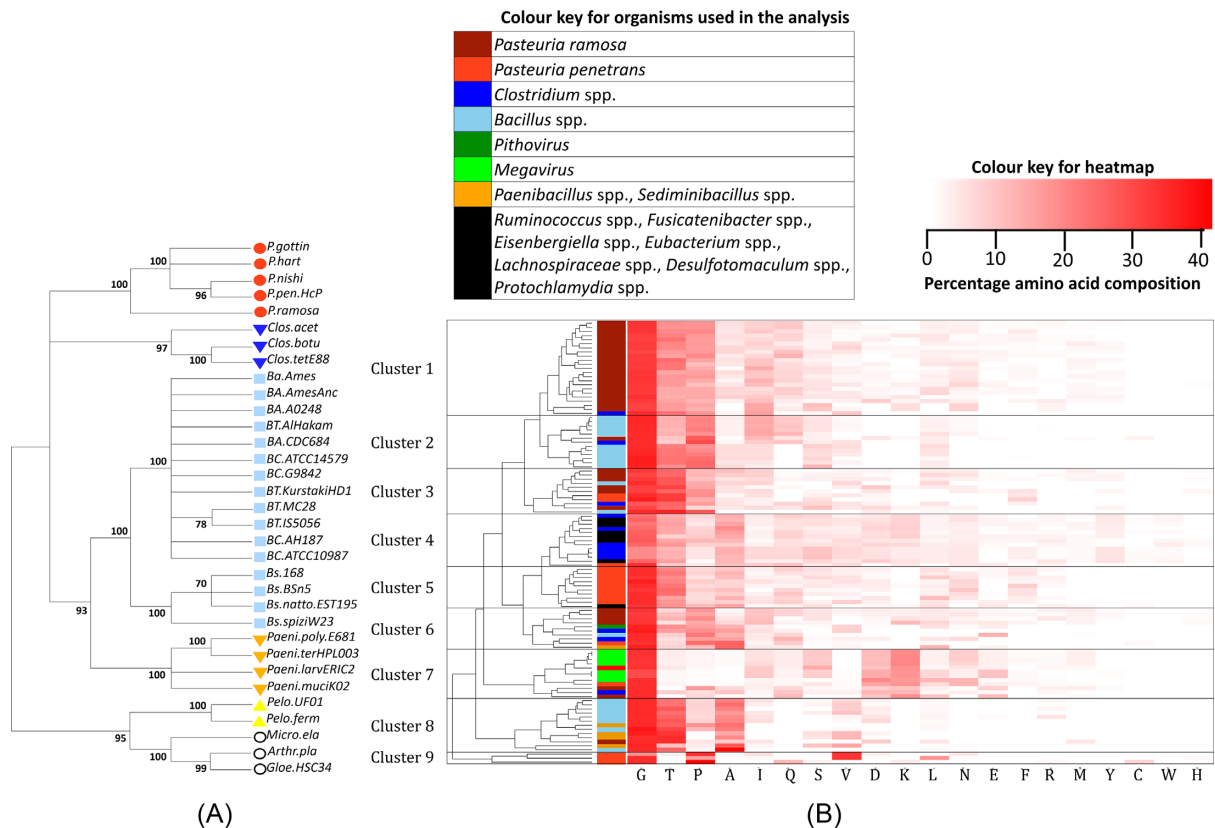 Colour key for organisms used in the analysis
Pasteuria ramosa
Pasteuria penetrans
Clostridium spp.
Bacillus spp.
Pithovirus
Megavirus
Paenibacillus spp., Sediminibacillus spp.
Ruminococcus spp., Fusicatenibacter spp.,
Eisenbergiella spp., Eubacterium spp.,
Lachnospiraceae spp., Desulfotomaculum spp.,
Protochlamydia spp.
Colour key for heatmap
0 10 20 30 40
Percentage amino acid composition
P.gottin
100
P.hart
P.nishi
100
96
P.pen.HcP
P.ramosa
Clos.acet
97
Clos.botu
100
Clos.tetE88
Ba.Ames
BA.AmesAnc
BA.A0248
BT.AlHakam
BA.CDC684
100
BC.ATCC14579
BC.G9842
BT.KurstakiHD1
BT.MC28
78
BT.IS5056
100
BC.AH187
BC.ATCC10987
Bs.168
70
Bs.BSn5
Bs.natto.EST195
93
100
Bs.spiziW23
Paeni.poly.E681
100
Paeni.terHPL003
Paeni.larvERIC2
100
Paeni.muciK02
Pelo.UF01
100
Pelo.ferm
95
Micro.ela
100
Arthr.pla
99
Gloe.HSC34
Cluster 1
Cluster 2
Cluster 3
Cluster 4
Cluster 5
Cluster 6
Cluster 7
Cluster 8
Cluster 9
G T P A I Q S V D K L N E F R M Y C W H
(A)
(B)